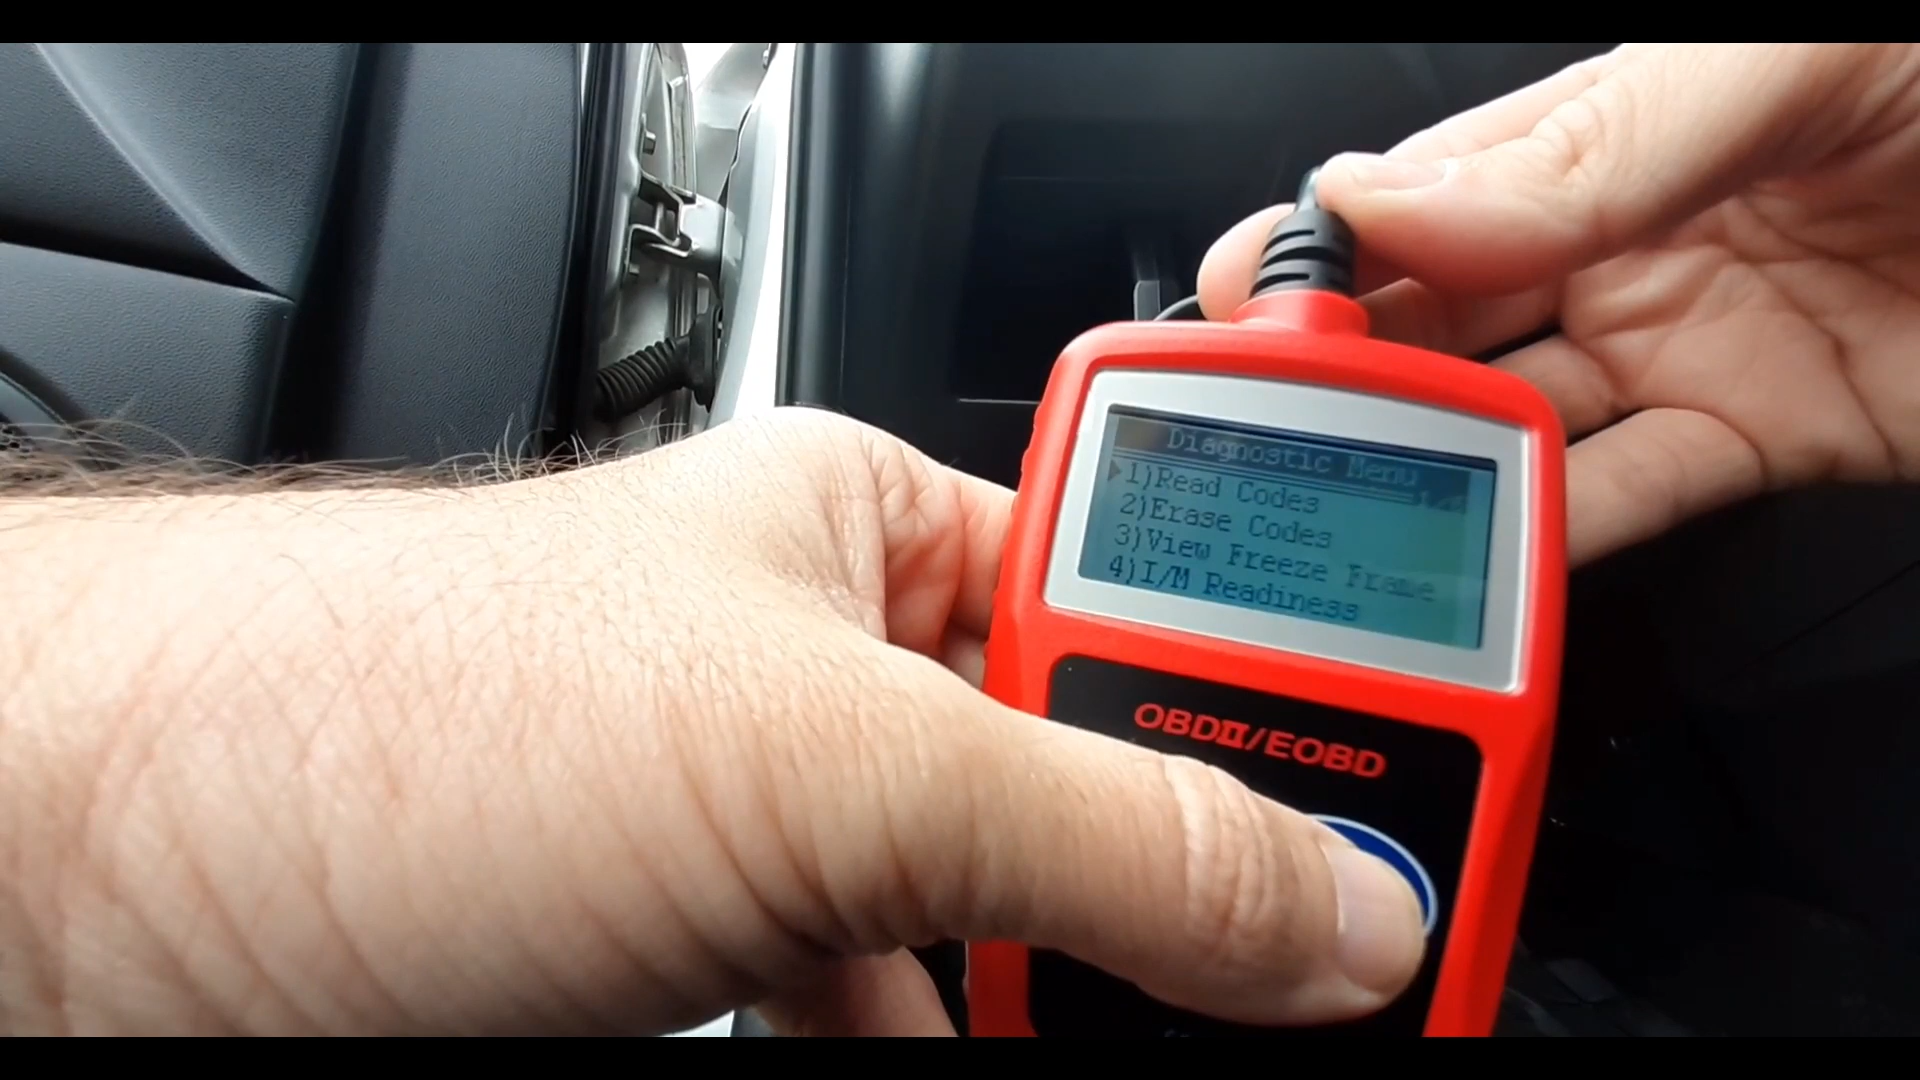 Diagnostic Menu
1)Read Codes
2)Erase Codes
3)View Freeze Frame
4)I/M Readiness
OBDII/EOBD